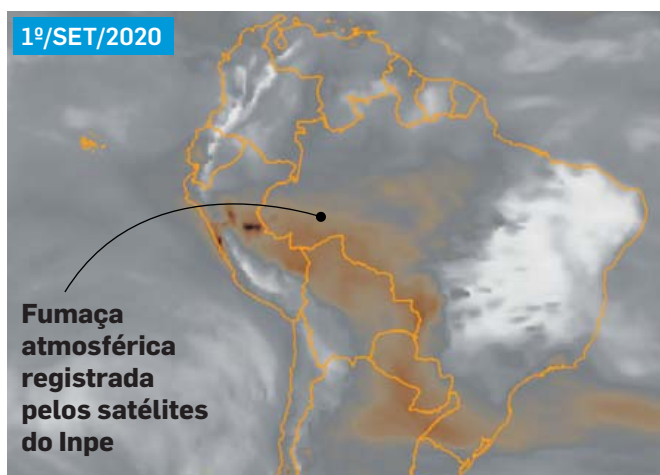 1º/SET/2020
Fumaça
atmosférica
registrada
pelos satélites
do Inpe